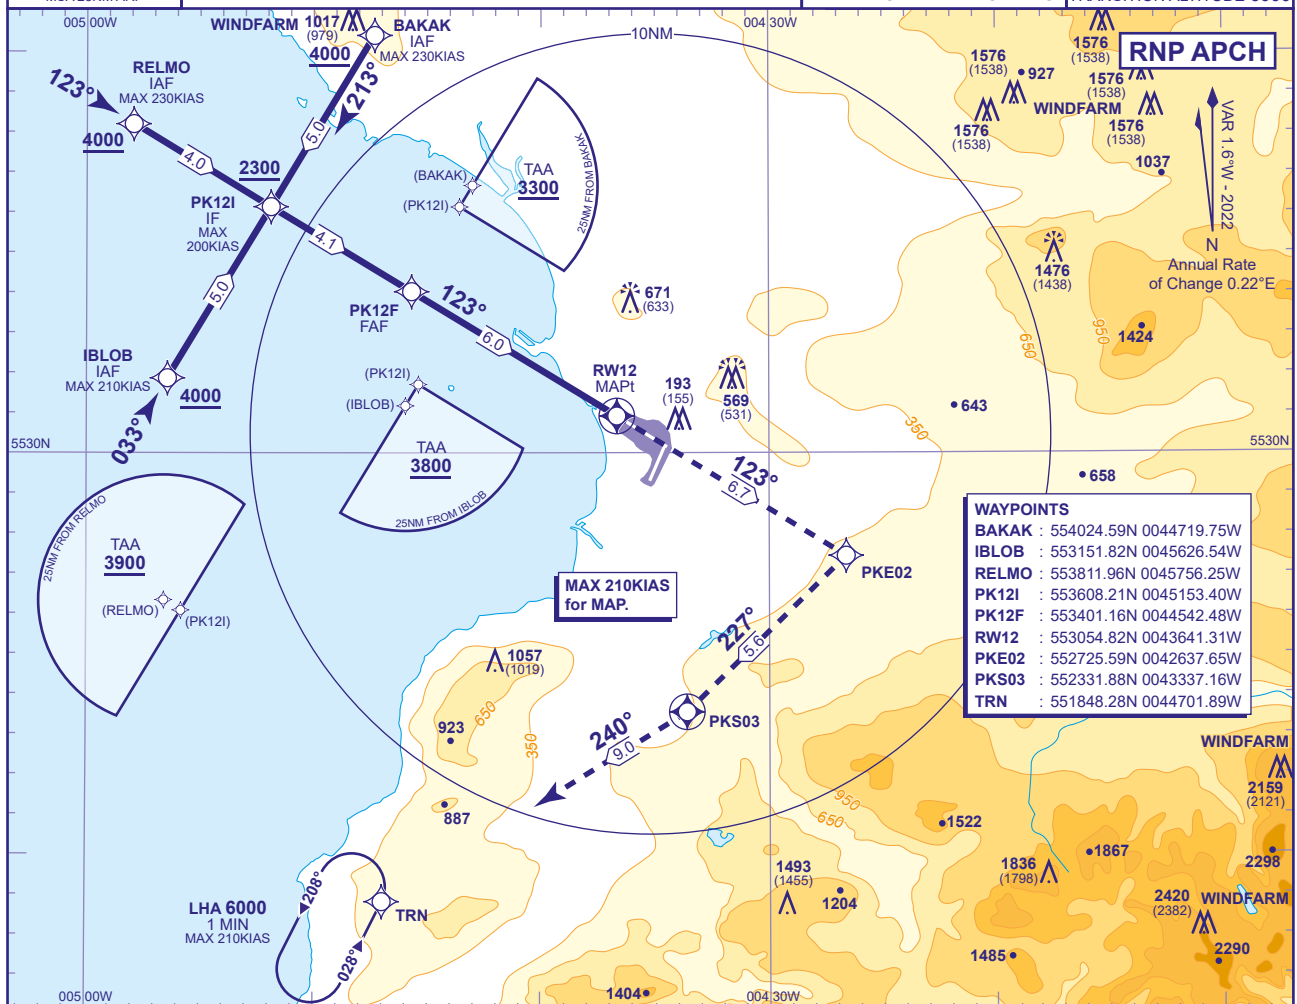 005 00W
WINDFARM
1017
(979)
4000
BAKAK
IAF
MAX 230KIAS
10NM
004 30W
1576
(1538)
RNP APCH
1576
(1538)
927
1576
(1538)
WINDFARM
1576
(1538)
1576
(1538)
1037
VAR 1.6°W - 2022
N
Annual Rate
of Change 0.22°E
RELMO
IAF
MAX 230KIAS
123°
4000
4.0
213°
5.0
2300
PK12I
IF
MAX
200KIAS
4.1
5.0
(BAKAK)
(PK12I)
TAA
3300
25NM FROM BAKAK
1476
(1438)
671
(633)
950
650
1424
PK12F
FAF
123°
6.0
IBLOB
IAF
MAX 210KIAS
4000
033°
(PK12I)
(IBLOB)
TAA
3800
25NM FROM IBLOB
RW12
MAPt
193
(155)
569
(531)
643
350
5530N
5530N
658
123°
6.7
25NM FROM RELMO
TAA
3900
(RELMO)
(PK12I)
MAX 210KIAS
for MAP.
PKE02
WAYPOINTS
BAKAK : 554024.59N 0044719.75W
IBLOB : 553151.82N 0045626.54W
RELMO : 553811.96N 0045756.25W
PK12I : 553608.21N 0045153.40W
PK12F : 553401.16N 0044542.48W
RW12 : 553054.82N 0043641.31W
PKE02 : 552725.59N 0042637.65W
PKS03 : 552331.88N 0043337.16W
TRN : 551848.28N 0044701.89W
227°
5.6
1057
(1019)
650
923
350
240°
9.0
PKS03
887
WINDFARM
2159
(2121)
950
650
1522
1867
1836
(1798)
2298
1493
(1455)
1204
2420
(2382)
WINDFARM
2290
1485
1404
LHA 6000
1 MIN
MAX 210KIAS
208°
028°
TRN
005 00W
004 30W